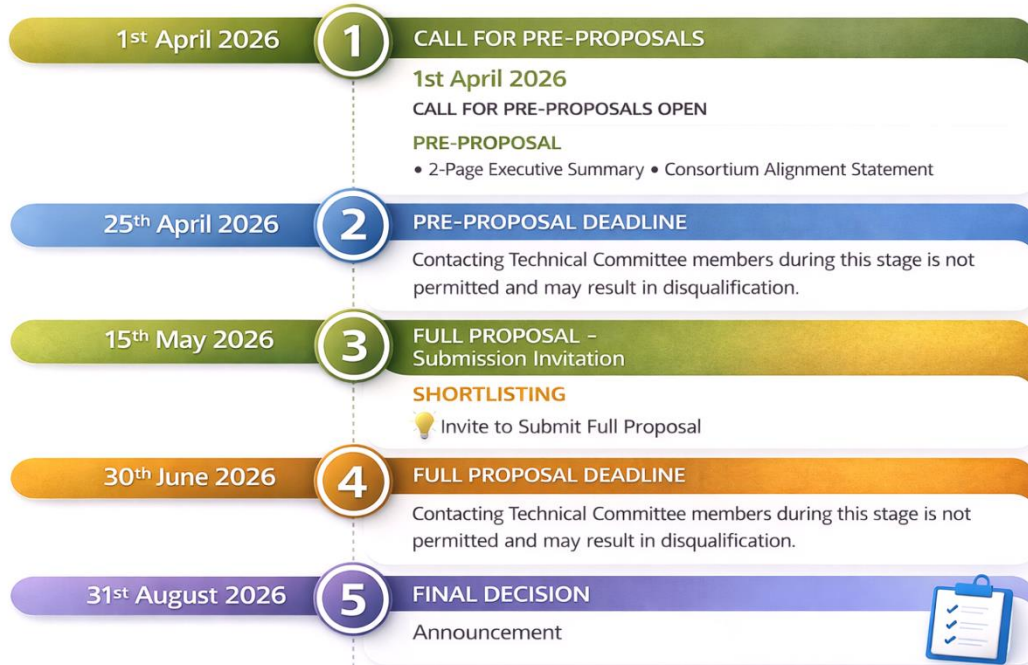 1st April 2026
1
CALL FOR PRE-PROPOSALS
1st April 2026
CALL FOR PRE-PROPOSALS OPEN
PRE-PROPOSAL
• 2-Page Executive Summary • Consortium Alignment Statement
25th April 2026
2
PRE-PROPOSAL DEADLINE
Contacting Technical Committee members during this stage is not
permitted and may result in disqualification.
15th May 2026
3
FULL PROPOSAL –
Submission Invitation
SHORTLISTING
Invite to Submit Full Proposal
30th June 2026
4
FULL PROPOSAL DEADLINE
Contacting Technical Committee members during this stage is not
permitted and may result in disqualification.
31st August 2026
5
FINAL DECISION
Announcement